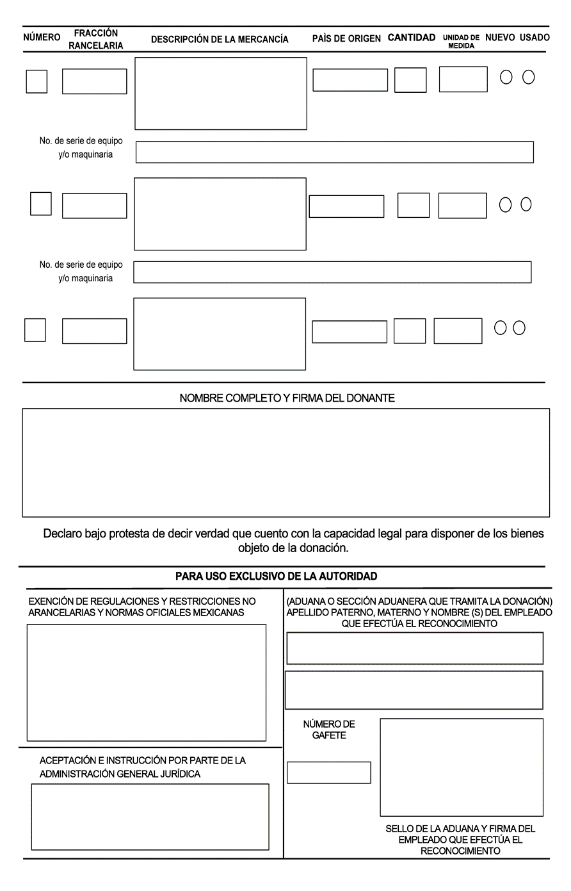 NÚMERO FRACCIÓN RANCELARIA DESCRIPCIÓN DE LA MERCANCÍA PAÍS DE ORIGEN CANTIDAD UNIDAD DE MEDIDA NUEVO USADO
No. de serie de equipo
y/o maquinaria
No. de serie de equipo
y/o maquinaria
NOMBRE COMPLETO Y FIRMA DEL DONANTE
Declaro bajo protesta de decir verdad que cuento con la capacidad legal para disponer de los bienes
objeto de la donación.
PARA USO EXCLUSIVO DE LA AUTORIDAD
EXENCIÓN DE REGULACIONES Y RESTRICCIONES NO
ARANCELARIAS Y NORMAS OFICIALES MEXICANAS
(ADUANA O SECCIÓN ADUANERA QUE TRAMITA LA DONACIÓN)
APELLIDO PATERNO, MATERNO Y NOMBRE (S) DEL EMPLEADO
QUE EFECTÚA EL RECONOCIMIENTO
NÚMERO DE
GAFETE
ACEPTACIÓN E INSTRUCCIÓN POR PARTE DE LA
ADMINISTRACIÓN GENERAL JURÍDICA
SELLO DE LA ADUANA Y FIRMA DEL
EMPLEADO QUE EFECTÚA EL
RECONOCIMIENTO